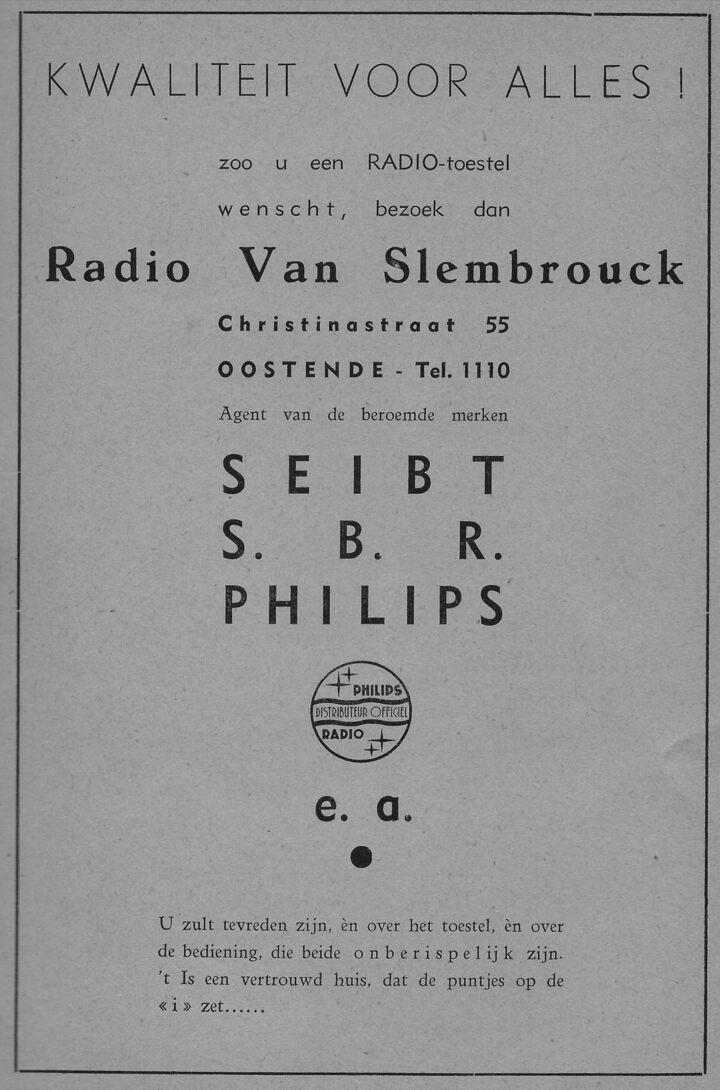 KWALITEIT VOOR ALLES !
zoo u een RADIO-toestel
wenscht, bezoek dan
Radio Van Slembrouck
Christinastraat 55
OOSTENDE - Tel. 1110
Agent van de beroemde merken
SEIBT
S. B. R.
PHILIPS
PHILIPS
DISTRIBUTEUR OFFICIEL
RADIO
e. a.
U zult tevreden zijn, èn over het toestel, èn over
de bediening, die beide onberispelijk zijn.
't Is een vertrouwd huis, dat de puntjes op de
«i» zet......